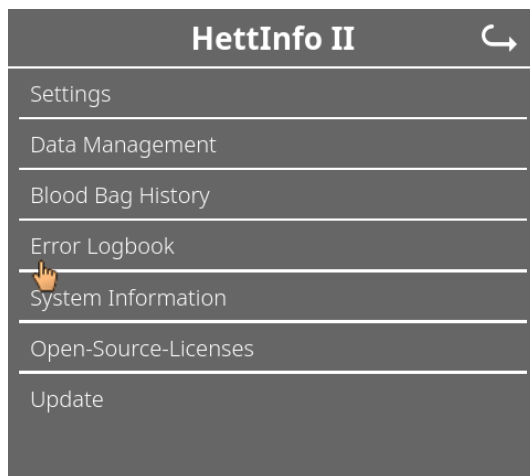 HettInfo II
Settings
Data Management
Blood Bag History
Error Logbook
System Information
Open-Source-Licenses
Update